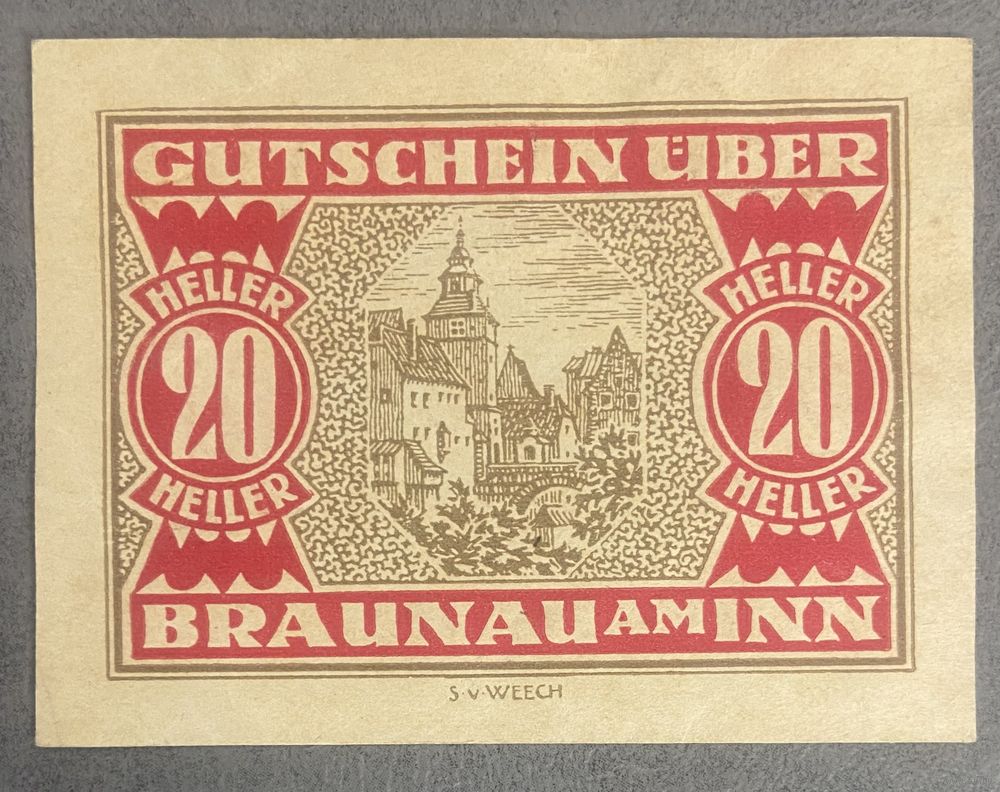 GUTSCHEIN ÜBER
HELLER HELLER
20 20
HELLER HELLER
BRAUNAU AM INN
S·V·WEECH